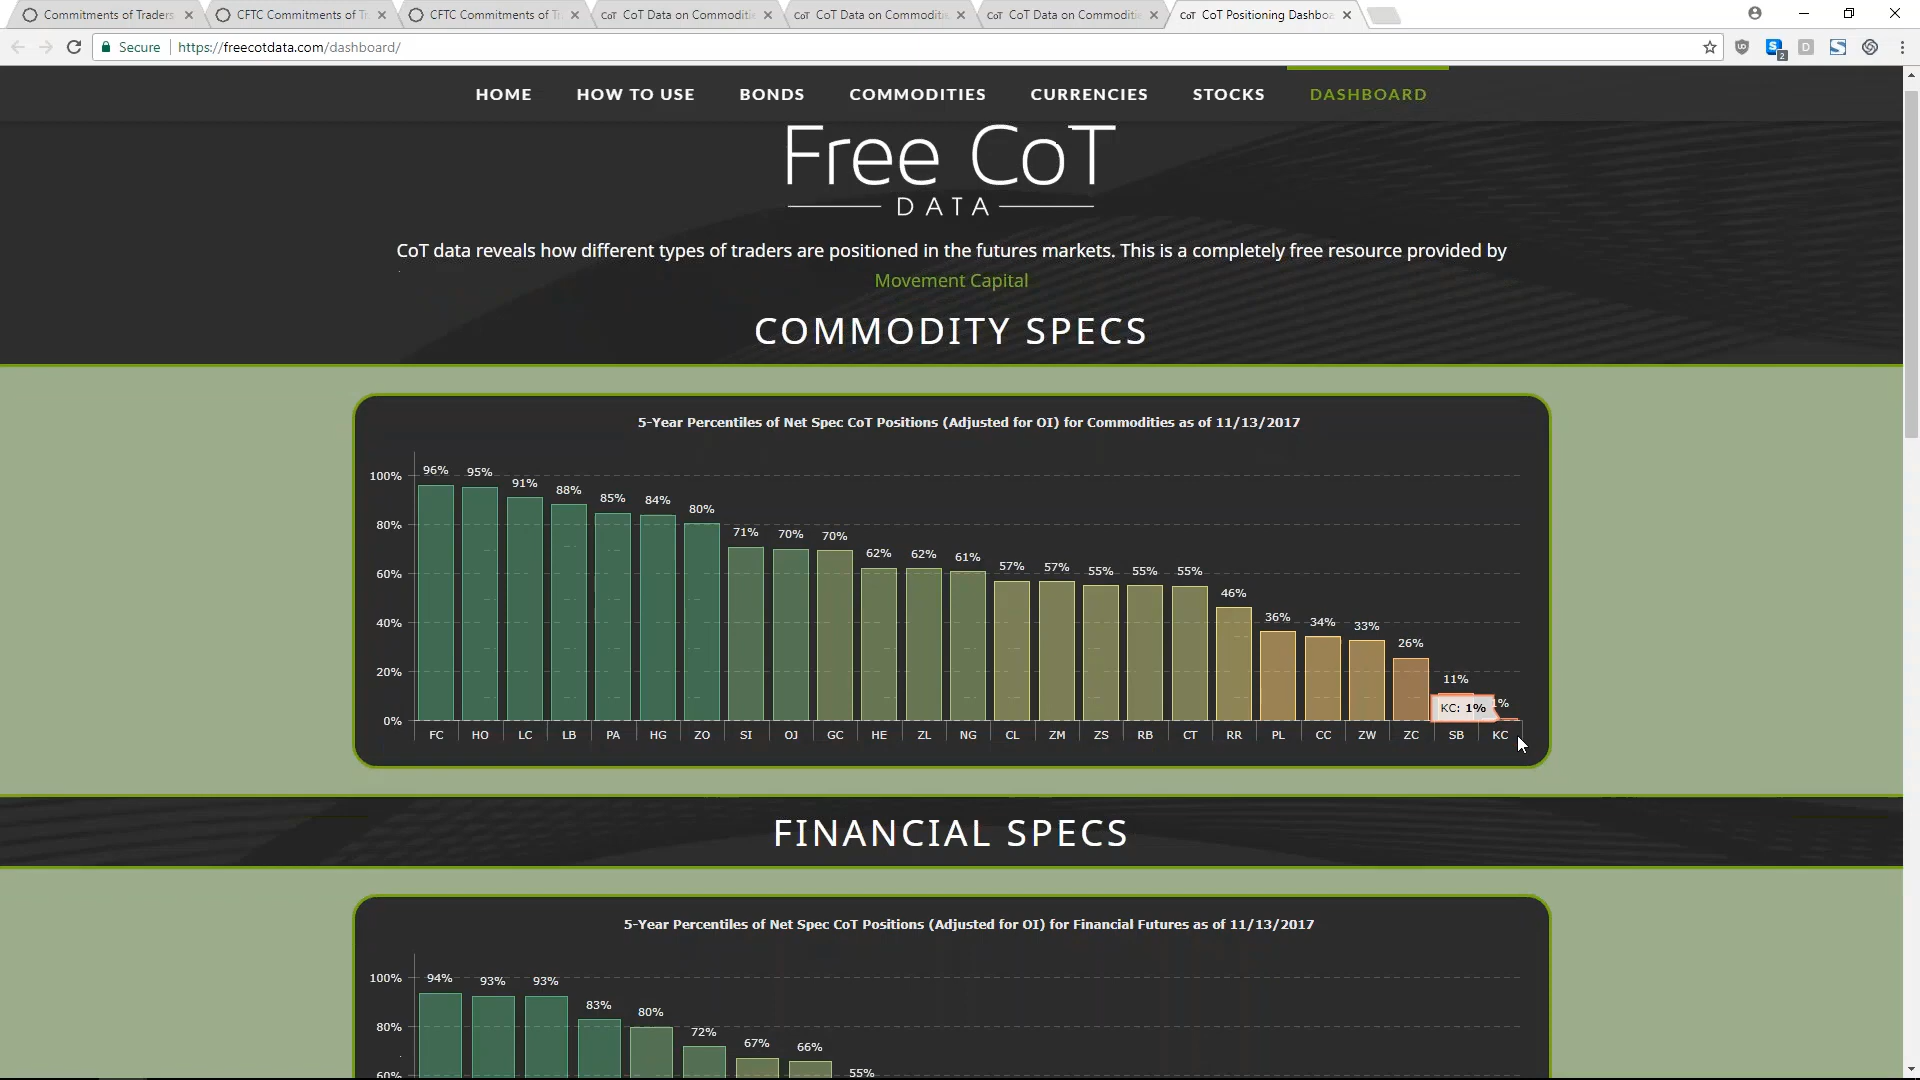 Commitments of Traders
CFTC Commitments of Tr
CFTC Commitments of Tr
CoT CoT Data on Commoditie
CoT CoT Data on Commoditie
CoT CoT Data on Commoditie
CoT CoT Positioning Dashboa
Secure https://freecotdata.com/dashboard/
HOME HOW TO USE BONDS COMMODITIES CURRENCIES STOCKS DASHBOARD
Free CoT
DATA
CoT data reveals how different types of traders are positioned in the futures markets. This is a completely free resource provided by
Movement Capital
COMMODITY SPECS
5-Year Percentiles of Net Spec CoT Positions (Adjusted for OI) for Commodities as of 11/13/2017
100%
80%
60%
40%
20%
0%
96% 95% 91% 88% 85% 84% 80% 71% 70% 70% 62% 62% 61% 57% 57% 55% 55% 55% 46% 36% 34% 33% 26% 11% 1%
KC: 1%
FC HO LC LB PA HG ZO SI OJ GC HE ZL NG CL ZM ZS RB CT RR PL CC ZW ZC SB KC
FINANCIAL SPECS
5-Year Percentiles of Net Spec CoT Positions (Adjusted for OI) for Financial Futures as of 11/13/2017
100%
80%
60%
94% 93% 93% 83% 80% 72% 67% 66% 55%